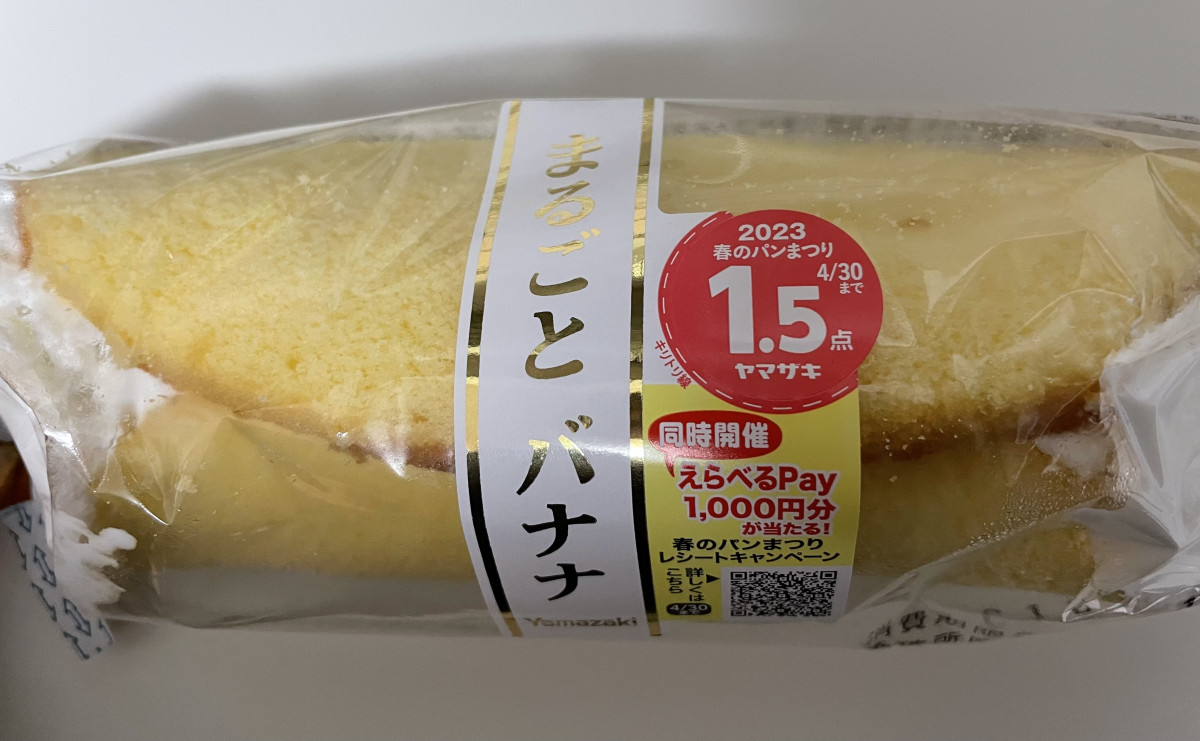 まるごとバナナ
Yamazaki
2023
春のパンまつり
4/30
まで
1.5点
ヤマザキ
キリトリ線
同時開催
えらべるPay
1,000円分
が当たる!
春のパンまつり
レシートキャンペーン
詳しくは
こちら
4/30
消費期限